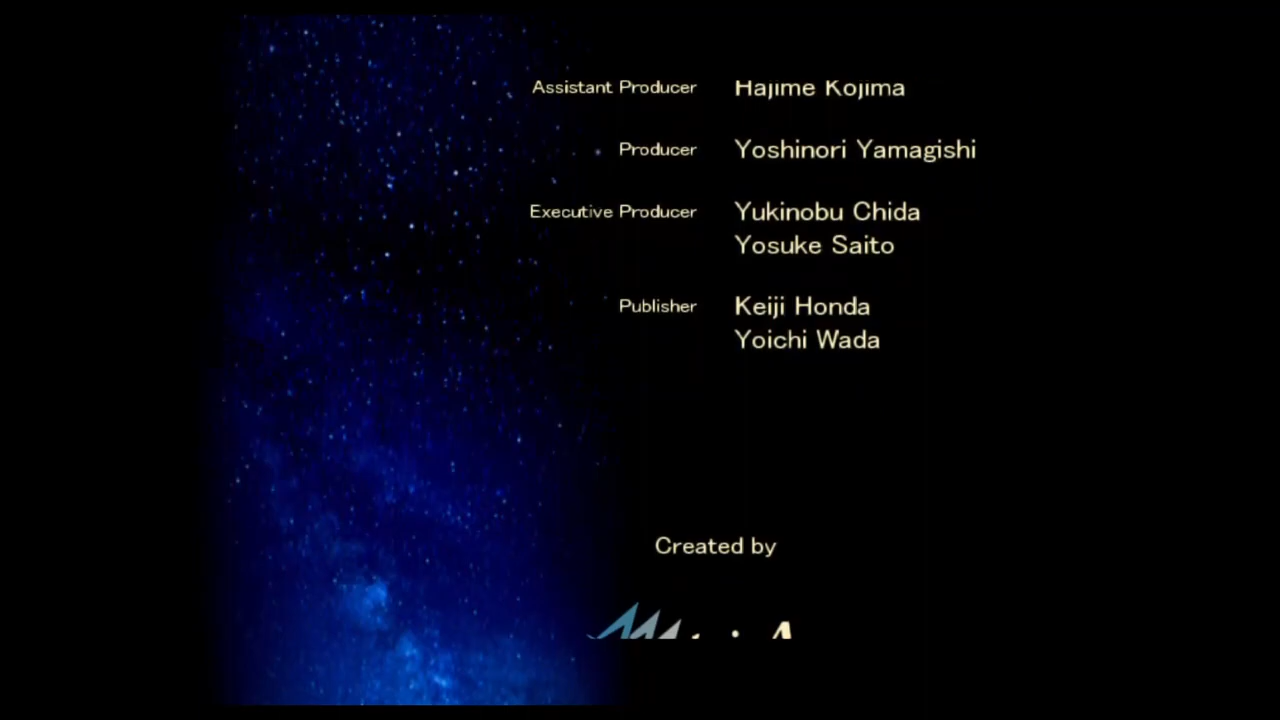 Assistant Producer Hajime Kojima
Producer Yoshinori Yamagishi
Executive Producer Yukinobu Chida
Yosuke Saito
Publisher Keiji Honda
Yoichi Wada
Created by